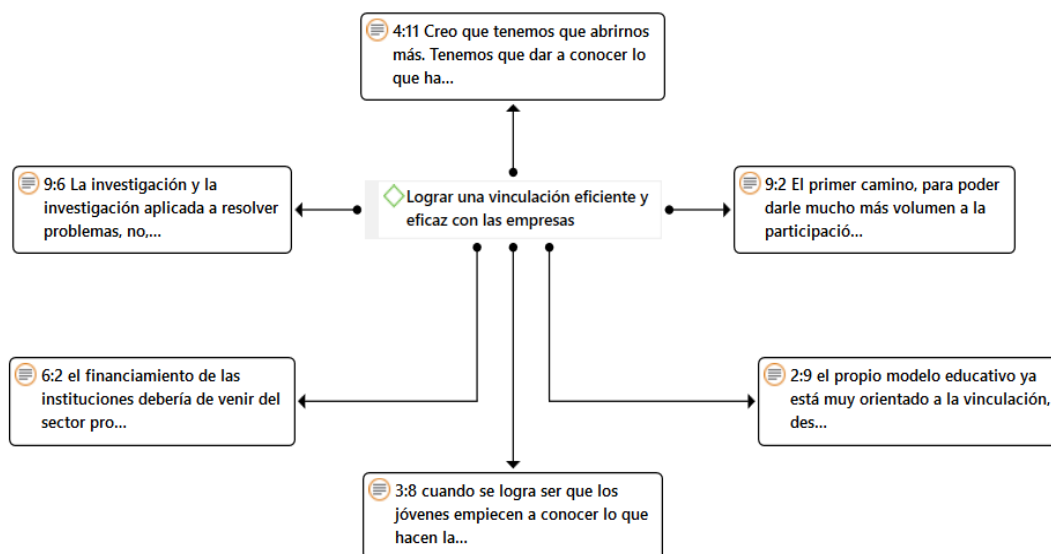 4:11 Creo que tenemos que abrirnos
más. Tenemos que dar a conocer lo
que ha...
9:6 La investigación y la
investigación aplicada a resolver
problemas, no,...
Lograr una vinculación eficiente y
eficaz con las empresas
9:2 El primer camino, para poder
darle mucho más volumen a la
participació...
6:2 el financiamiento de las
instituciones debería de venir del
sector pro...
2:9 el propio modelo educativo ya
está muy orientado a la vinculación,
des...
3:8 cuando se logra ser que los
jóvenes empiecen a conocer lo que
hacen la...